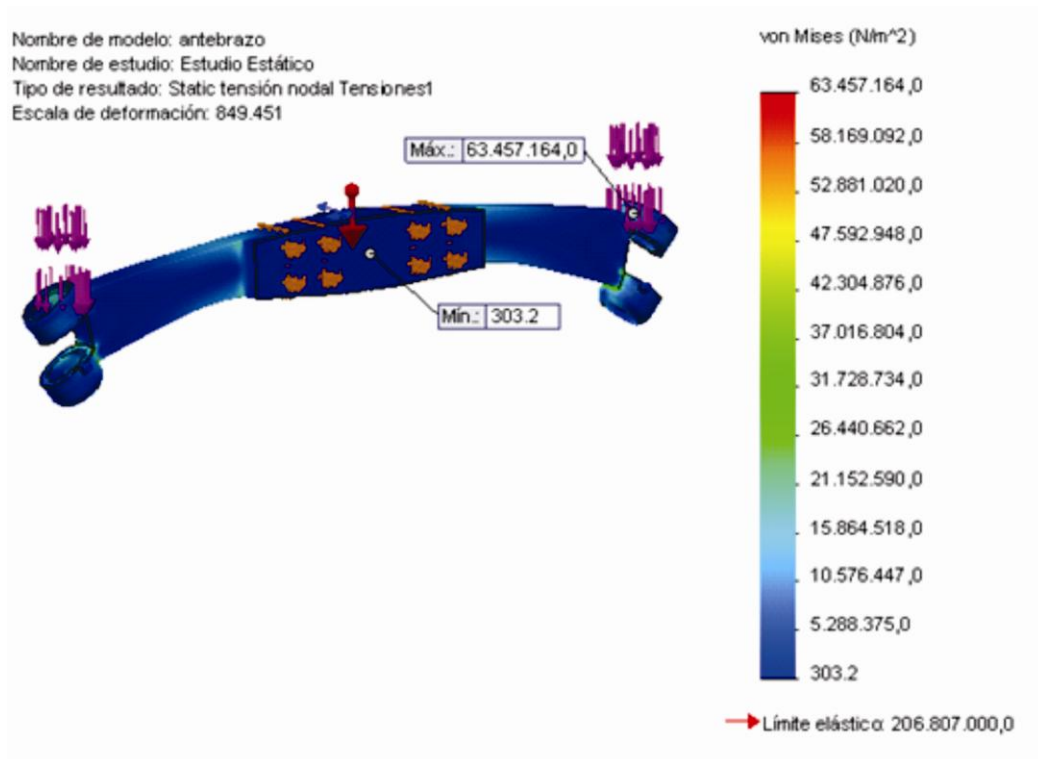 Nombre de modelo: antebrazo
Nombre de estudio: Estudio Estático
Tipo de resultado: Static tensión nodal Tensiones1
Escala de deformación: 849.451
von Mises (N/m^2)
63.457.164,0
58.169.092,0
52.881.020,0
47.592.948,0
42.304.876,0
37.016.804,0
31.728.734,0
26.440.662,0
21.152.590,0
15.864.518,0
10.576.447,0
5.288.375,0
303.2
Límite elástico: 206.807.000,0
Máx.: 63.457.164,0
Mín.: 303.2